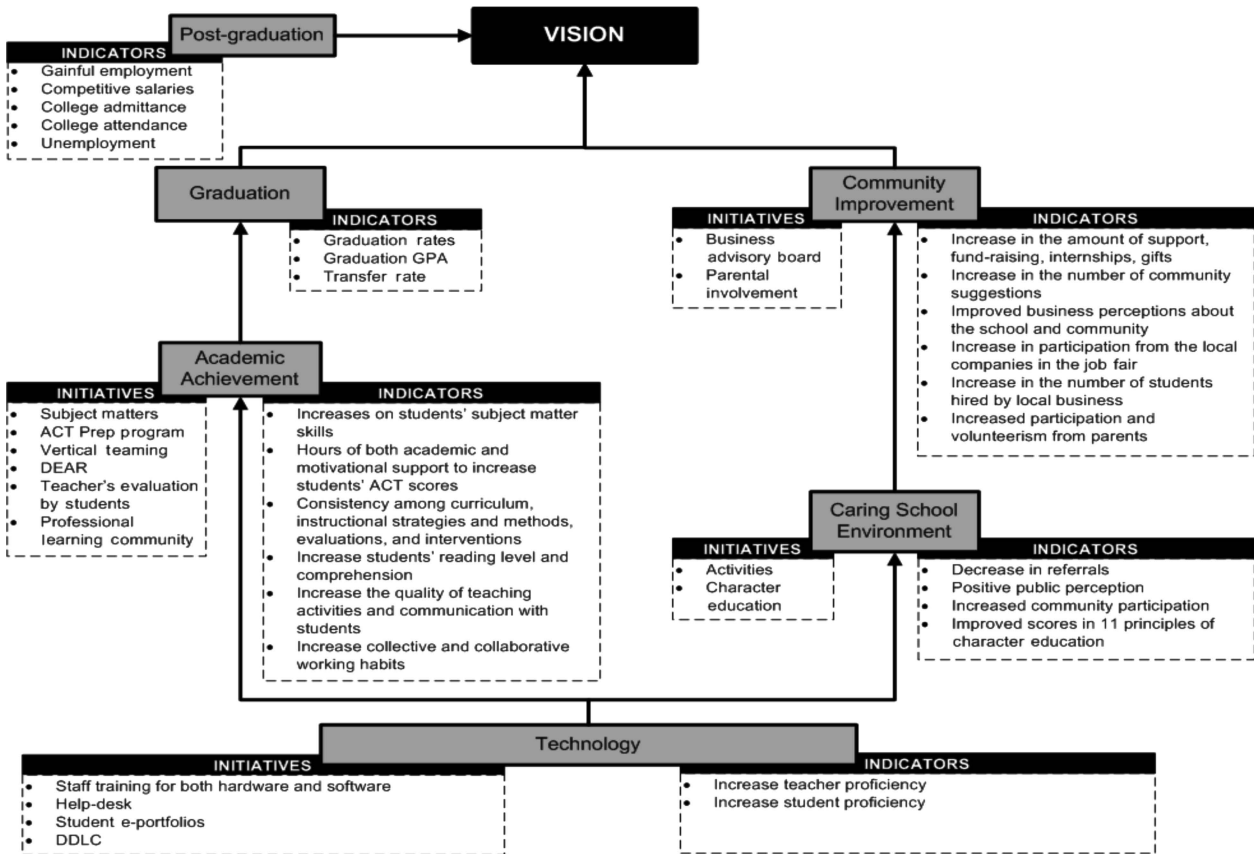 Post-graduation
VISION
INDICATORS
• Gainful employment
• Competitive salaries
• College admittance
• College attendance
• Unemployment
Graduation
INDICATORS
• Graduation rates
• Graduation GPA
• Transfer rate
Community
Improvement
INITIATIVES
• Business
advisory board
• Parental
involvement
INDICATORS
• Increase in the amount of support,
fund-raising, internships, gifts
• Increase in the number of community
suggestions
• Improved business perceptions about
the school and community
• Increase in participation from the local
companies in the job fair
• Increase in the number of students
hired by local business
• Increased participation and
volunteerism from parents
Academic
Achievement
INITIATIVES
• Subject matters
• ACT Prep program
• Vertical teaming
• DEAR
• Teacher's evaluation
by students
• Professional
learning community
INDICATORS
• Increases on students' subject matter
skills
• Hours of both academic and
motivational support to increase
students' ACT scores
• Consistency among curriculum,
instructional strategies and methods,
evaluations, and interventions
• Increase students' reading level and
comprehension
• Increase the quality of teaching
activities and communication with
students
• Increase collective and collaborative
working habits
Caring School
Environment
INITIATIVES
• Activities
• Character
education
INDICATORS
• Decrease in referrals
• Positive public perception
• Increased community participation
• Improved scores in 11 principles of
character education
Technology
INITIATIVES
• Staff training for both hardware and software
• Help-desk
• Student e-portfolios
• DDLC
INDICATORS
• Increase teacher proficiency
• Increase student proficiency